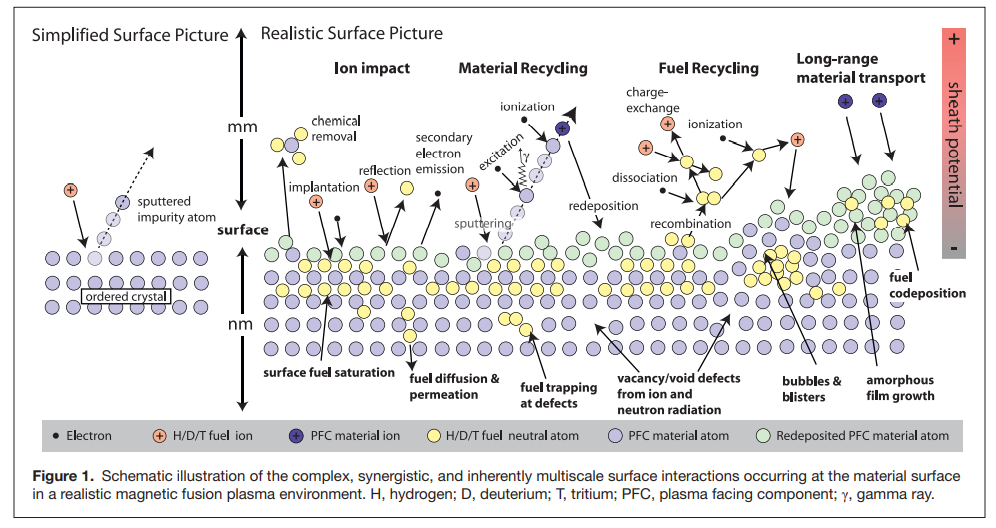 Simplified Surface Picture
Realistic Surface Picture
Ion impact
Material Recycling
Fuel Recycling
Long-range
material transport
+
sheath potential
-
mm
surface
nm
+
sputtered
impurity atom
ordered crystal
chemical
removal
implantation
+
reflection
+
secondary
electron
emission
+
sputtering
excitation
γ
ionization
+
redeposition
charge-
exchange
+
+
ionization
+
dissociation
recombination
+
+
fuel
codeposition
surface fuel saturation
fuel diffusion &
permeation
fuel trapping
at defects
vacancy/void defects
from ion and
neutron radiation
bubbles &
blisters
amorphous
film growth
Electron
+ H/D/T fuel ion
+ PFC material ion
H/D/T fuel neutral atom
PFC material atom
Redeposited PFC material atom
Figure 1. Schematic illustration of the complex, synergistic, and inherently multiscale surface interactions occurring at the material surface
in a realistic magnetic fusion plasma environment. H, hydrogen; D, deuterium; T, tritium; PFC, plasma facing component; γ, gamma ray.